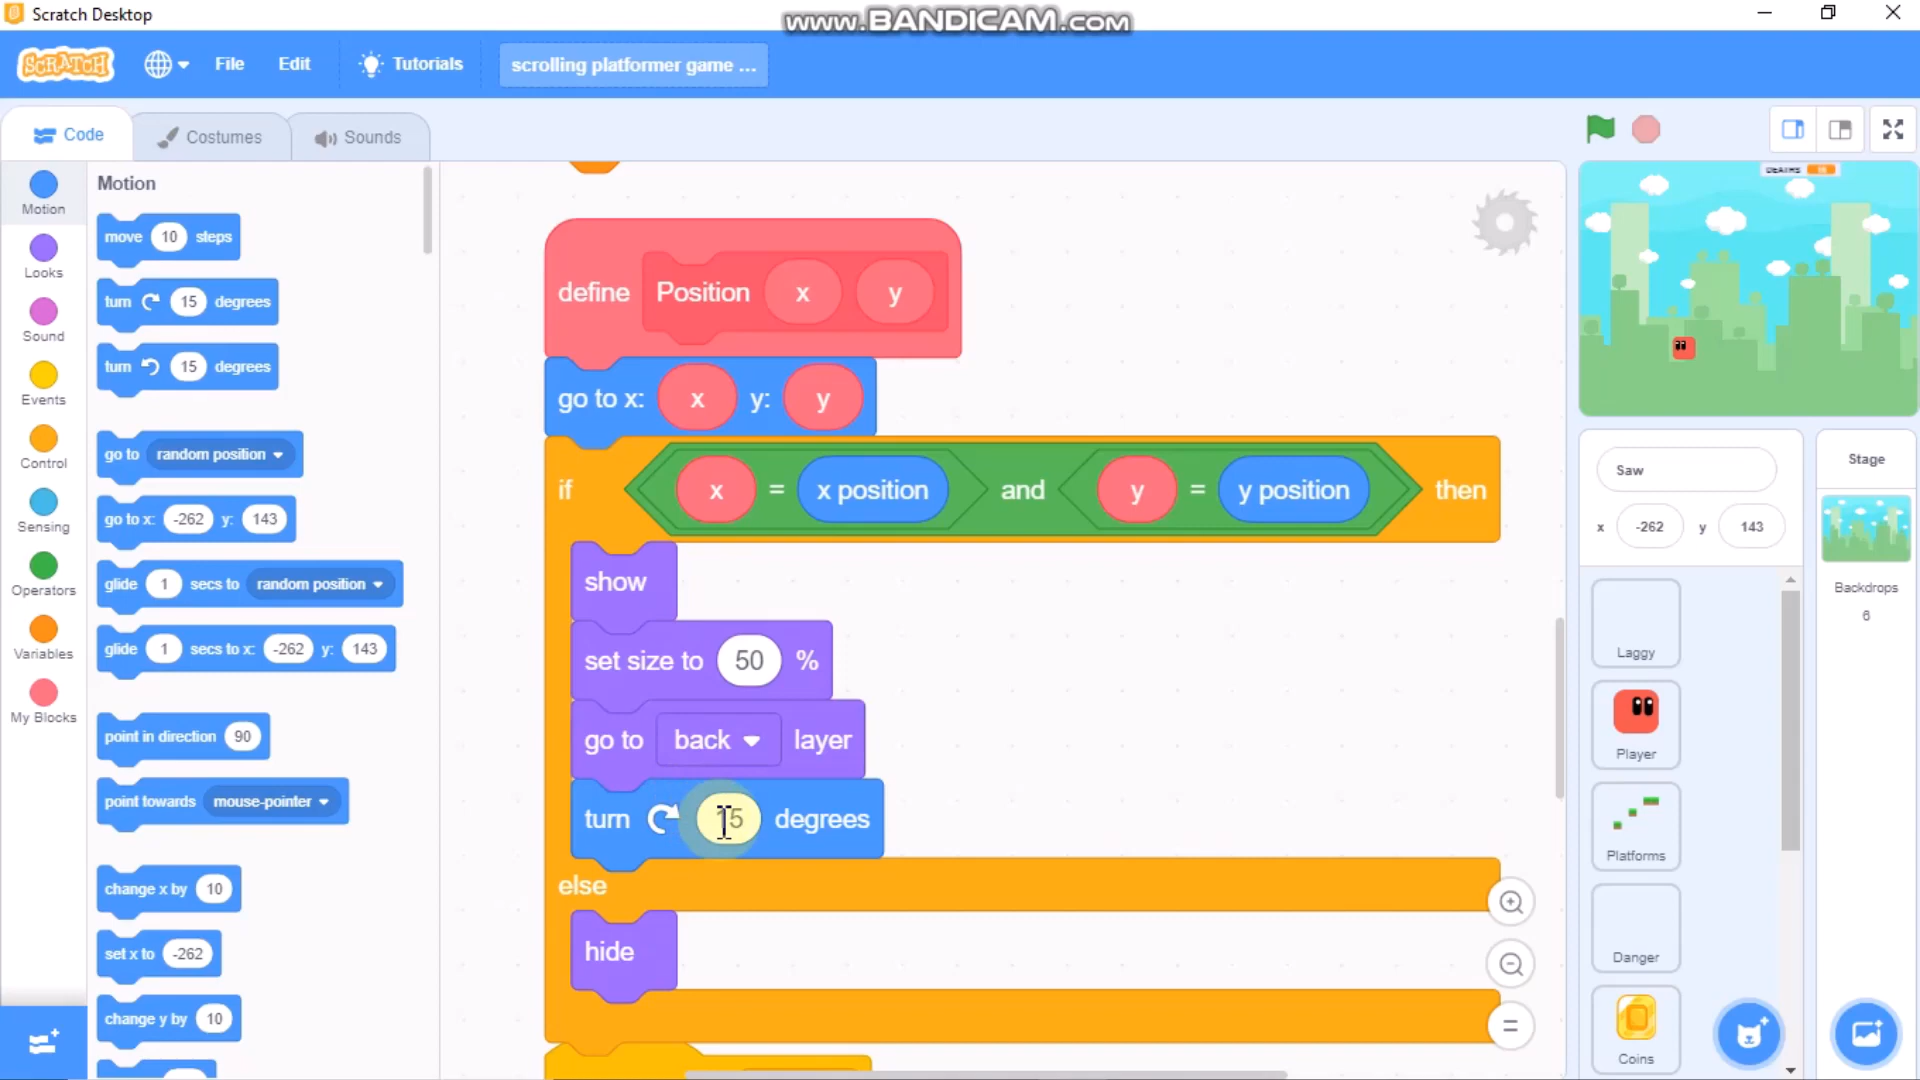 Scratch Desktop
www.BANDICAM.com
SCRATCH
File
Edit
Tutorials
scrolling platformer game ...
Code
Costumes
Sounds
Motion
Looks
Sound
Events
Control
Sensing
Operators
Variables
My Blocks
Motion
move 10 steps
turn 15 degrees
turn 15 degrees
go to random position
go to x: -262 y: 143
glide 1 secs to random position
glide 1 secs to x: -262 y: 143
point in direction 90
point towards mouse-pointer
change x by 10
set x to -262
change y by 10
define Position x y
go to x: x y: y
if x = x position and y = y position then
show
set size to 50 %
go to back layer
turn 15 degrees
else
hide
DEATHS
Saw
x -262 y 143
Laggy
Player
Platforms
Danger
Coins
Stage
Backdrops
6